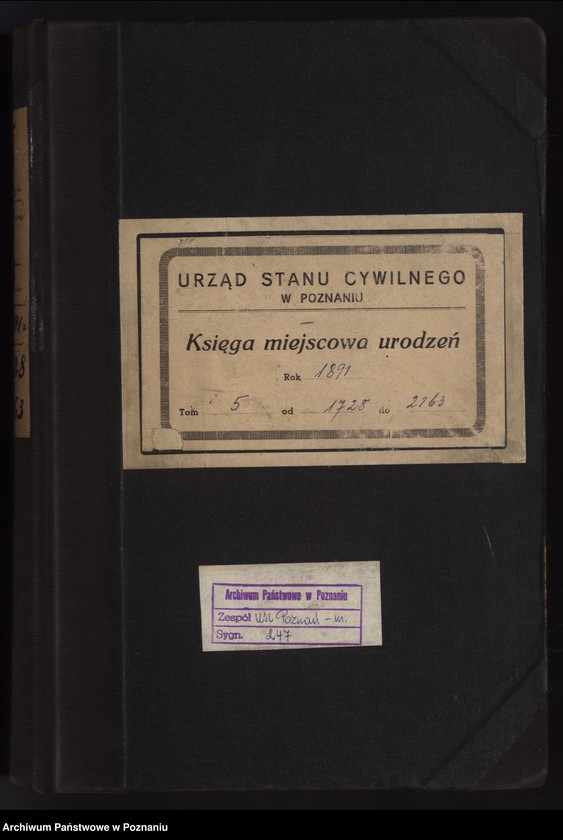 URZĄD STANU CYWILNEGO
W POZNANIU
Księga miejscowa urodzeń
Rok 1891
Tom 5 od 1728 do 2163
Archiwum Państwowe w Poznaniu
Zespół USC Poznań - m.
Sygn. 247
Archiwum Państwowe w Poznaniu